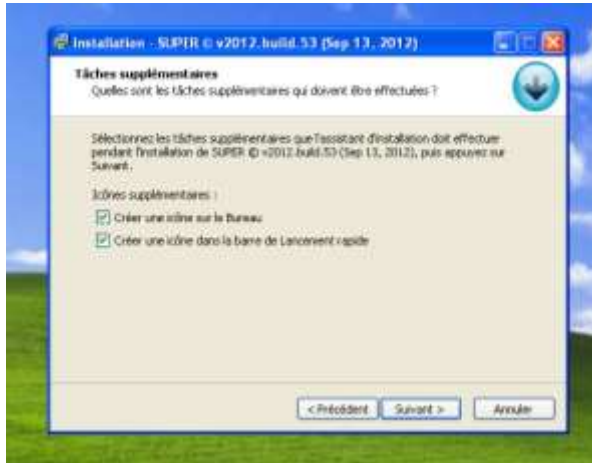 Installation - SUPER © v2012.build.53 (Sep 13, 2012)
Tâches supplémentaires
Quelles sont les tâches supplémentaires qui doivent être effectuées ?
Sélectionnez les tâches supplémentaires que l'assistant d'installation doit effectuer
pendant l'installation de SUPER © v2012.build.53 (Sep 13, 2012), puis appuyez sur
Suivant.
Icônes supplémentaires :
Créer une icône sur le Bureau
Créer une icône dans la barre de Lancement rapide
< Précédent
Suivant >
Annuler